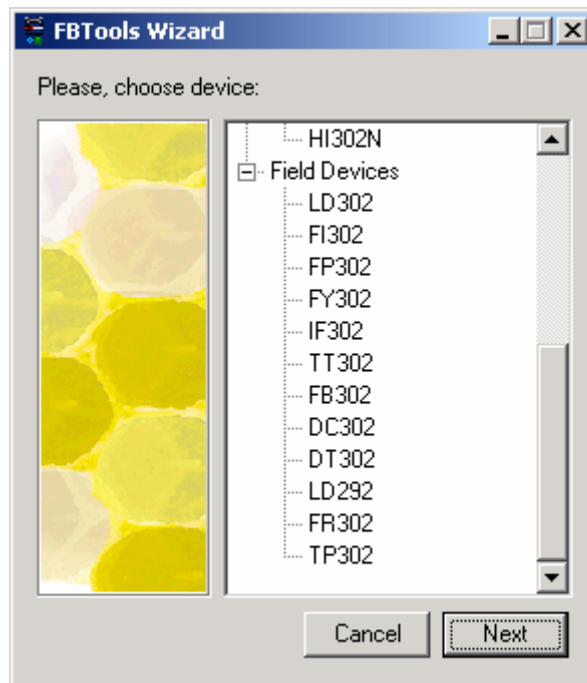 FBTools Wizard
Please, choose device:
HI302N
Field Devices
LD302
FI302
FP302
FY302
IF302
TT302
FB302
DC302
DT302
LD292
FR302
TP302
Cancel Next